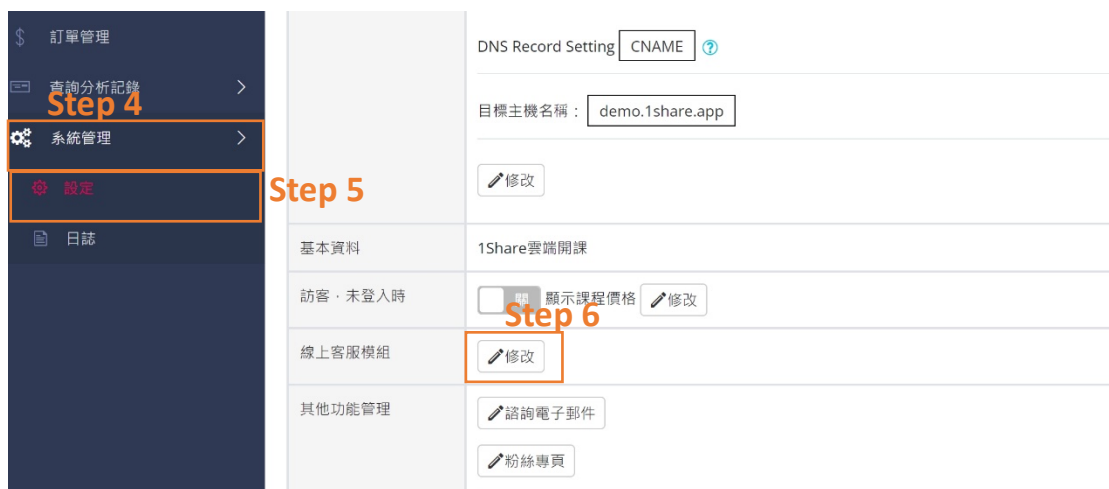 訂單管理
查詢分析記錄
Step 4
系統管理
設定
Step 5
日誌
DNS Record Setting CNAME ?
目標主機名稱： demo.1share.app
修改
基本資料 1Share雲端開課
訪客．未登入時 關 顯示課程價格 修改
Step 6
線上客服模組 修改
其他功能管理 諮詢電子郵件
粉絲專頁